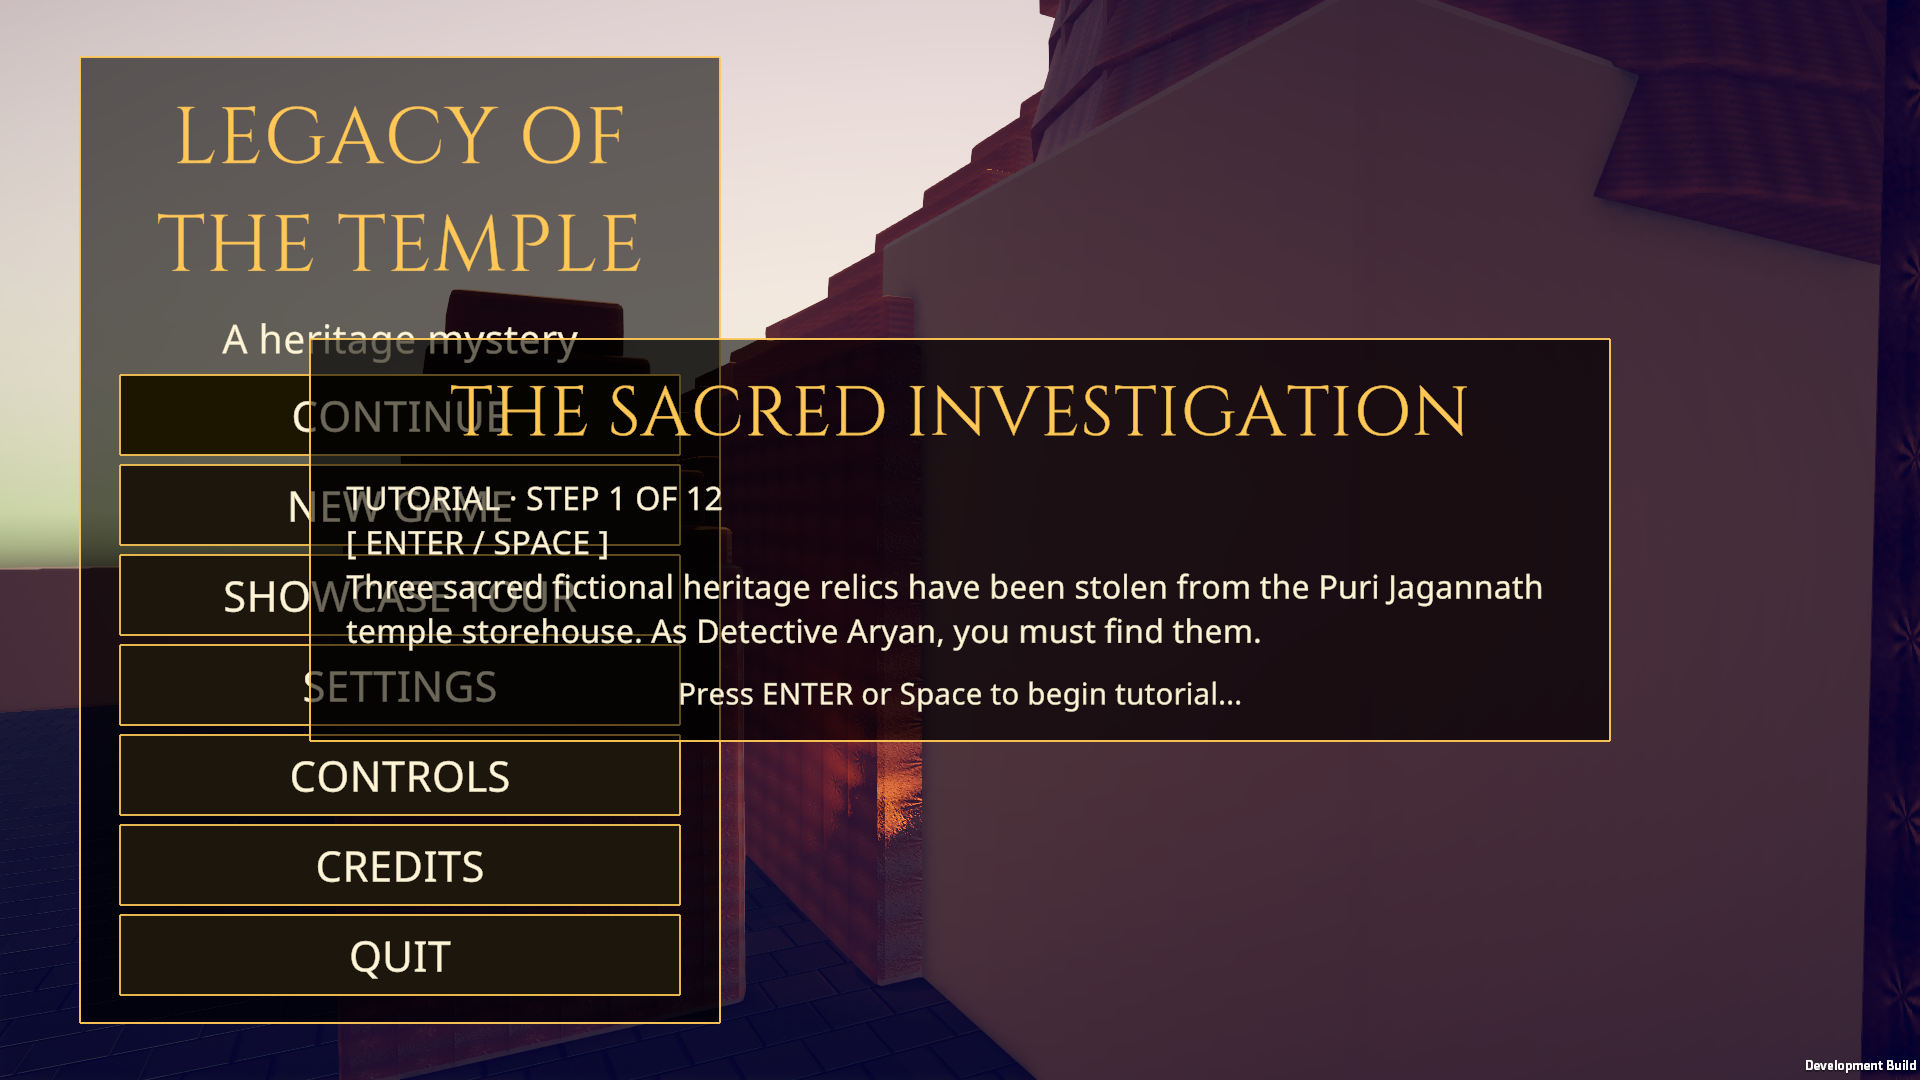 LEGACY OF
THE TEMPLE
A heritage mystery
CONTINUE
NEW GAME
SHOWCASE TOUR
SETTINGS
CONTROLS
CREDITS
QUIT
THE SACRED INVESTIGATION
TUTORIAL · STEP 1 OF 12
[ ENTER / SPACE ]
Three sacred fictional heritage relics have been stolen from the Puri Jagannath
temple storehouse. As Detective Aryan, you must find them.
Press ENTER or Space to begin tutorial...
Development Build